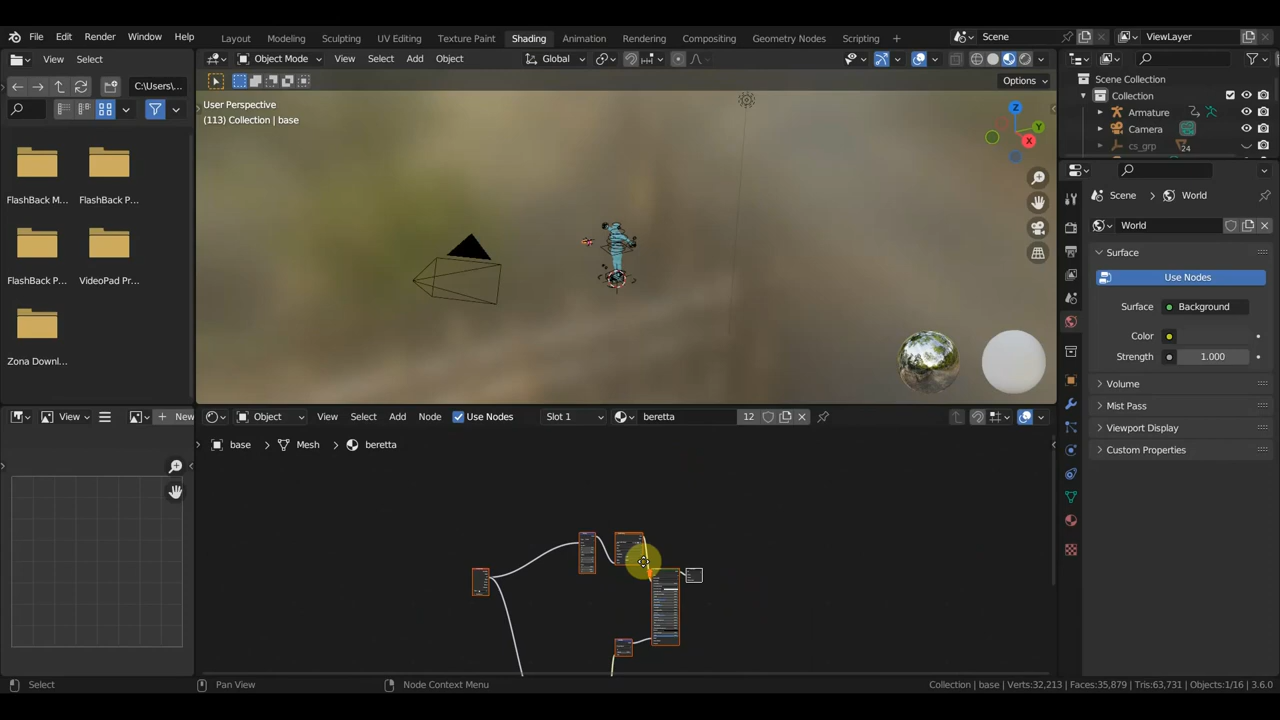 File Edit Render Window Help
Layout Modeling Sculpting UV Editing Texture Paint Shading Animation Rendering Compositing Geometry Nodes Scripting
Scene
ViewLayer
View Select
Object Mode View Select Add Object
Global
Options
C:\Users\...
User Perspective
(113) Collection | base
Z
Y
X
FlashBack M...
FlashBack P...
FlashBack P...
VideoPad Pr...
Zona Downl...
Scene Collection
Collection
Armature
Camera
cs_grp
24
Scene World
World
Surface
Use Nodes
Surface Background
Color
Strength 1.000
Volume
Mist Pass
Viewport Display
Custom Properties
View
New
Object View Select Add Node Use Nodes Slot 1 beretta 12
base Mesh beretta
Select
Pan View
Node Context Menu
Collection | base | Verts:32,213 | Faces:35,879 | Tris:63,731 | Objects:1/16 | 3.6.0